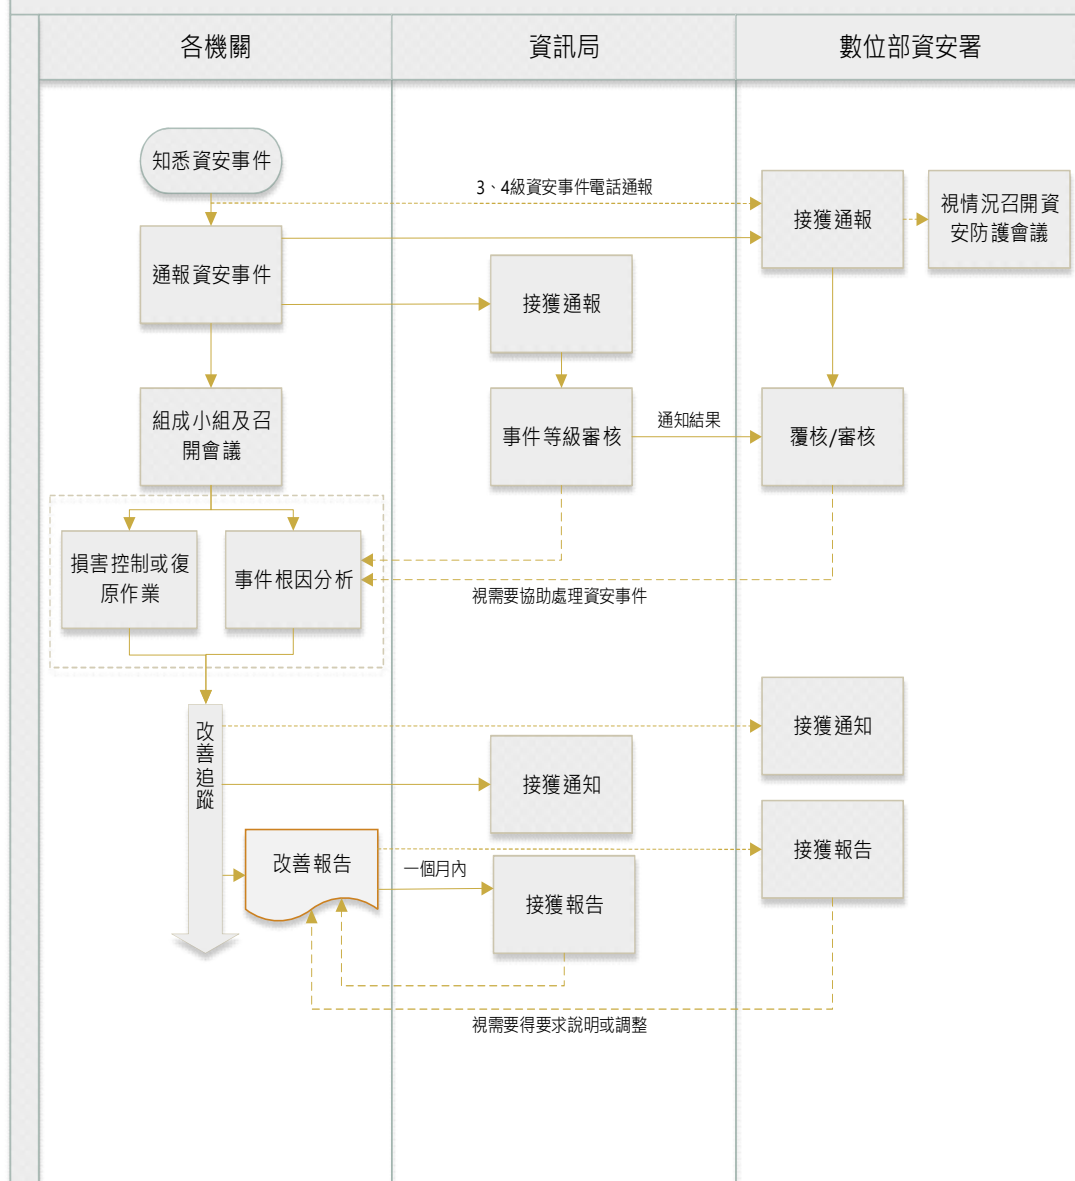 各機關
資訊局
數位部資安署
知悉資安事件
3、4級資安事件電話通報
接獲通報
視情況召開資
安防護會議
通報資安事件
接獲通報
組成小組及召
開會議
事件等級審核
通知結果
覆核/審核
損害控制或復
原作業
事件根因分析
視需要協助處理資安事件
改善追蹤
接獲通知
接獲通知
改善報告
一個月內
接獲報告
接獲報告
視需要得要求說明或調整